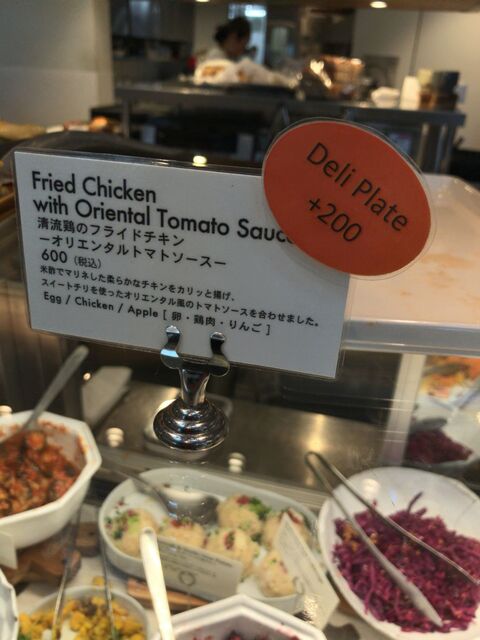 Fried Chicken
with Oriental Tomato Sauc
清流鶏のフライドチキン
ーオリエンタルトマトソースー
600（税込）
米酢でマリネした柔らかなチキンをカリッと揚げ、
スイートチリを使ったオリエンタル風のトマトソースを合わせました。
Egg / Chicken / Apple [ 卵・鶏肉・りんご ]
Deli Plate
+200